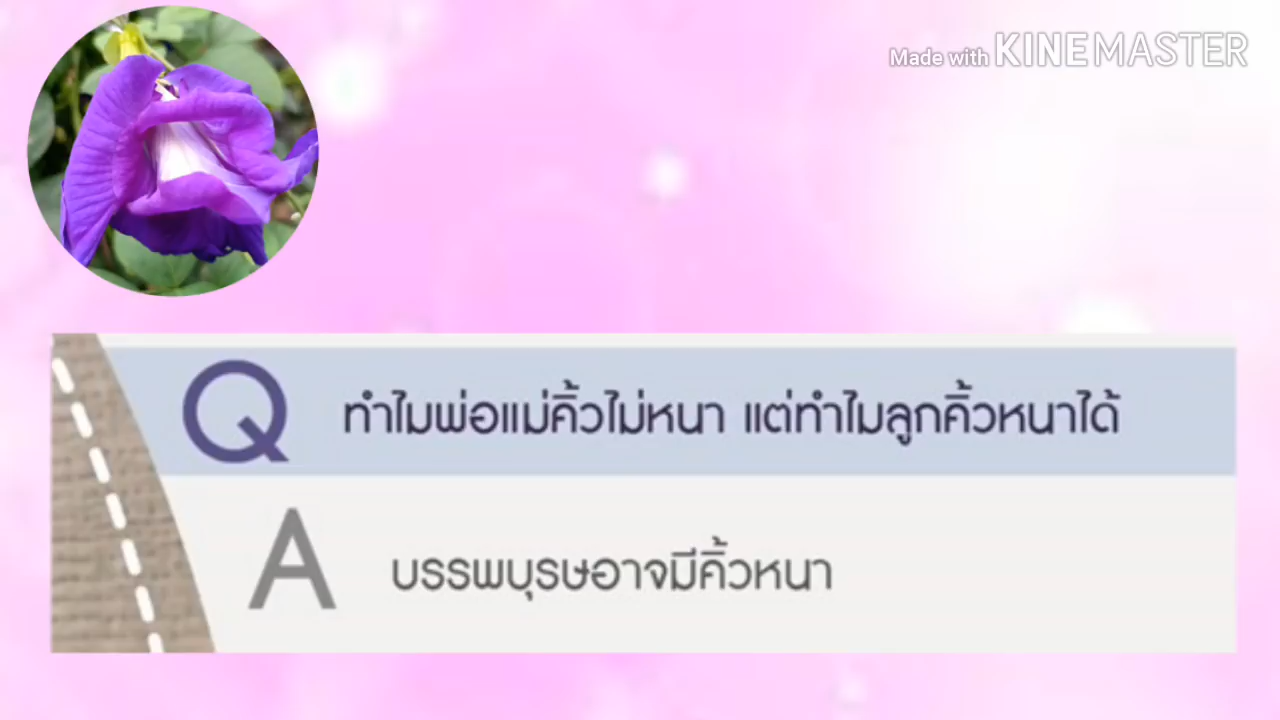 Made with KINEMASTER
Q ทำไมพ่อแม่คิ้วไม่หนา แต่ทำไมลูกคิ้วหนาได้
A บรรพบุรุษอาจมีคิ้วหนา